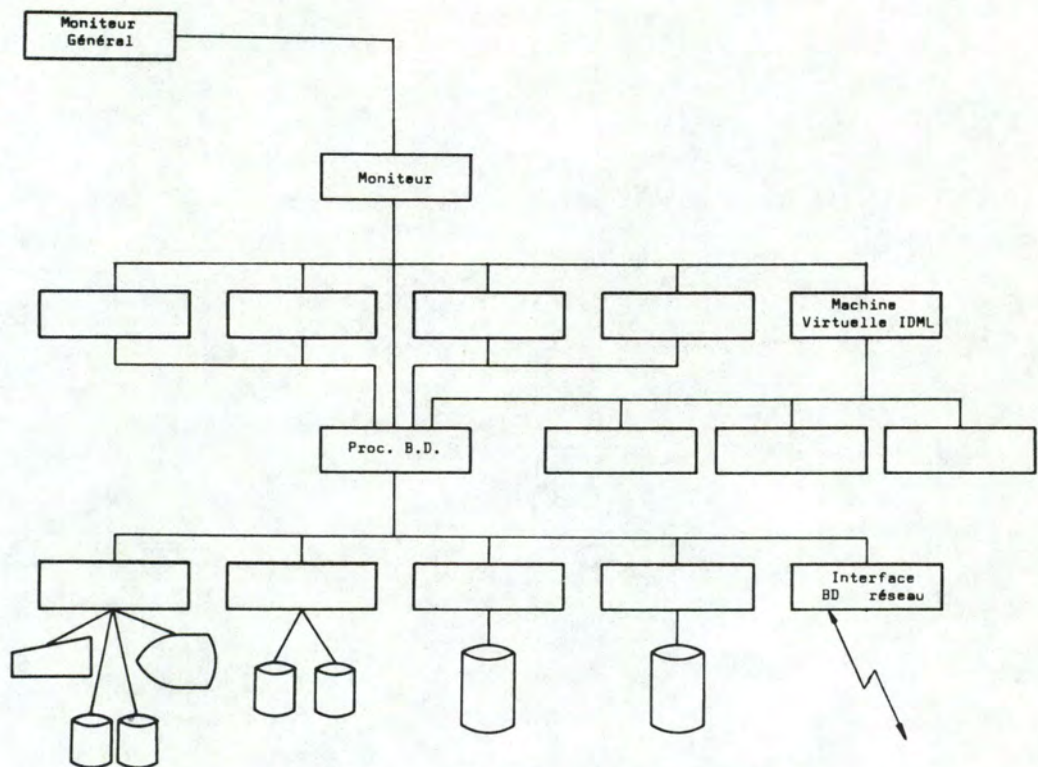 Moniteur
Général
Moniteur
Machine
Virtuelle IDML
Proc. B.D.
Interface
BD réseau